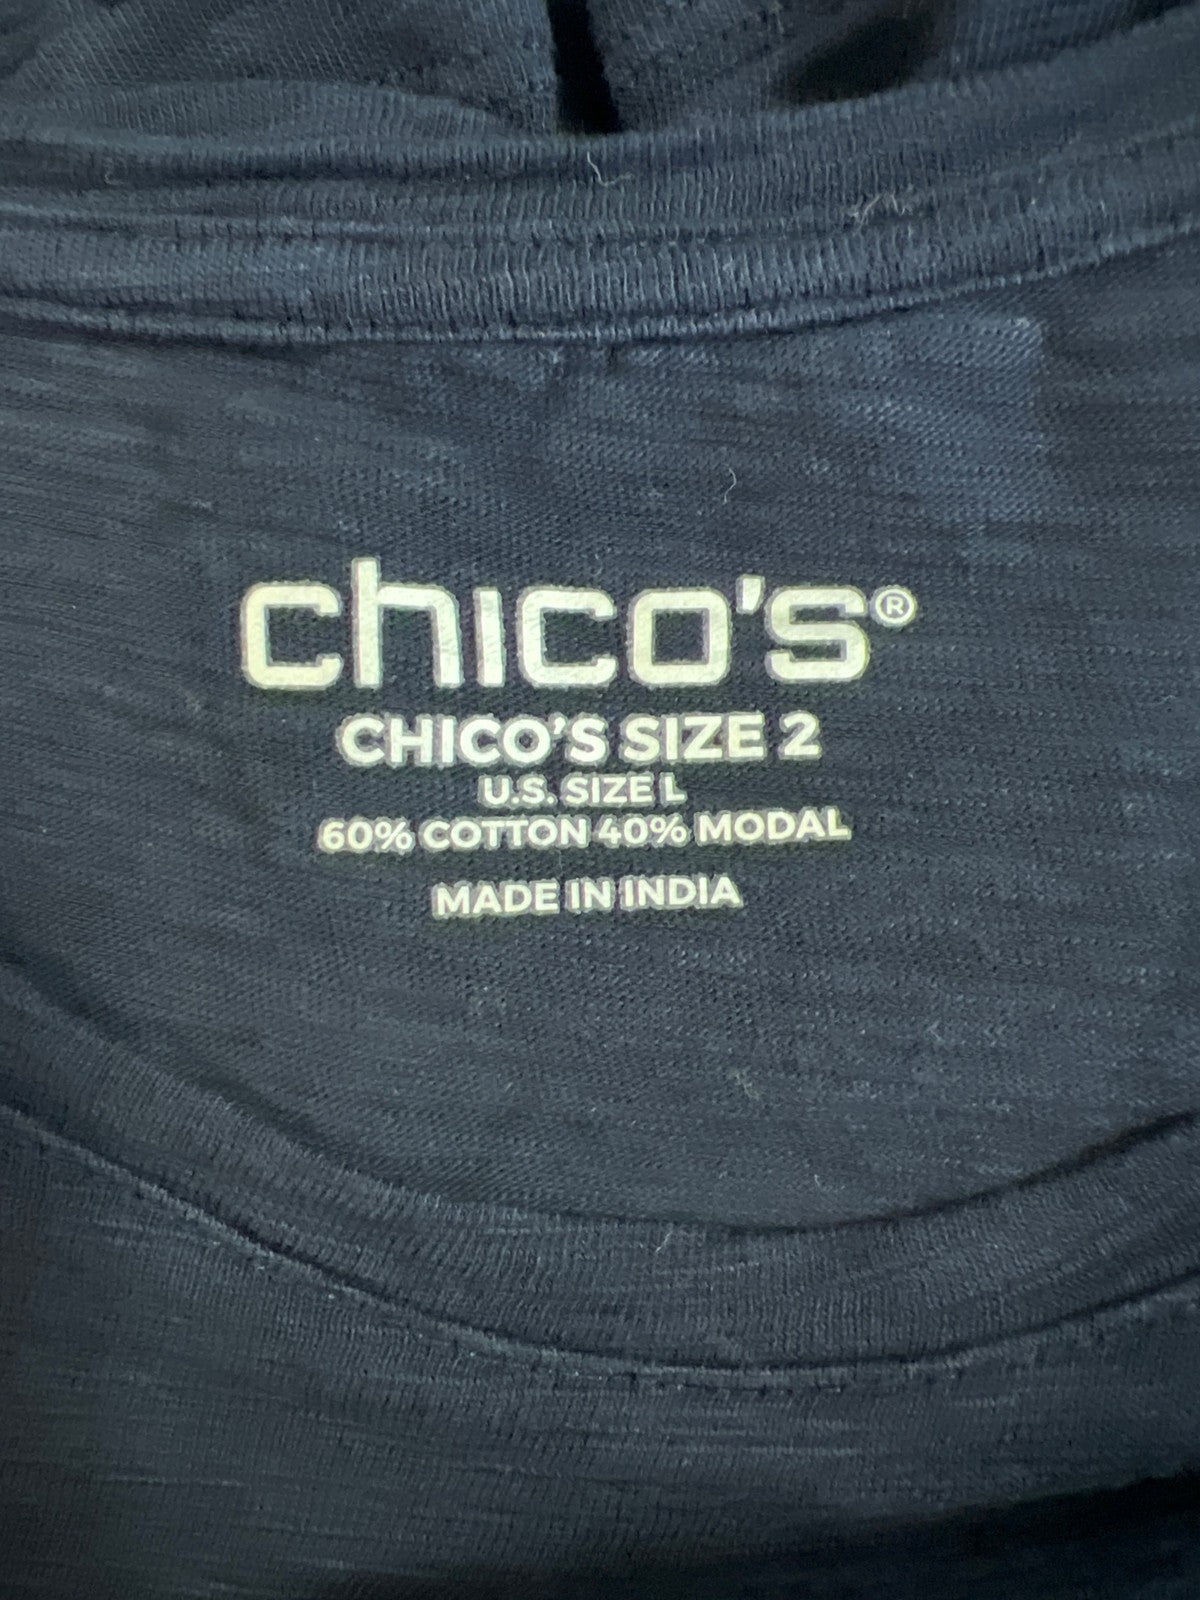 chico's®
CHICO'S SIZE 2
U.S. SIZE L
60% COTTON 40% MODAL
MADE IN INDIA